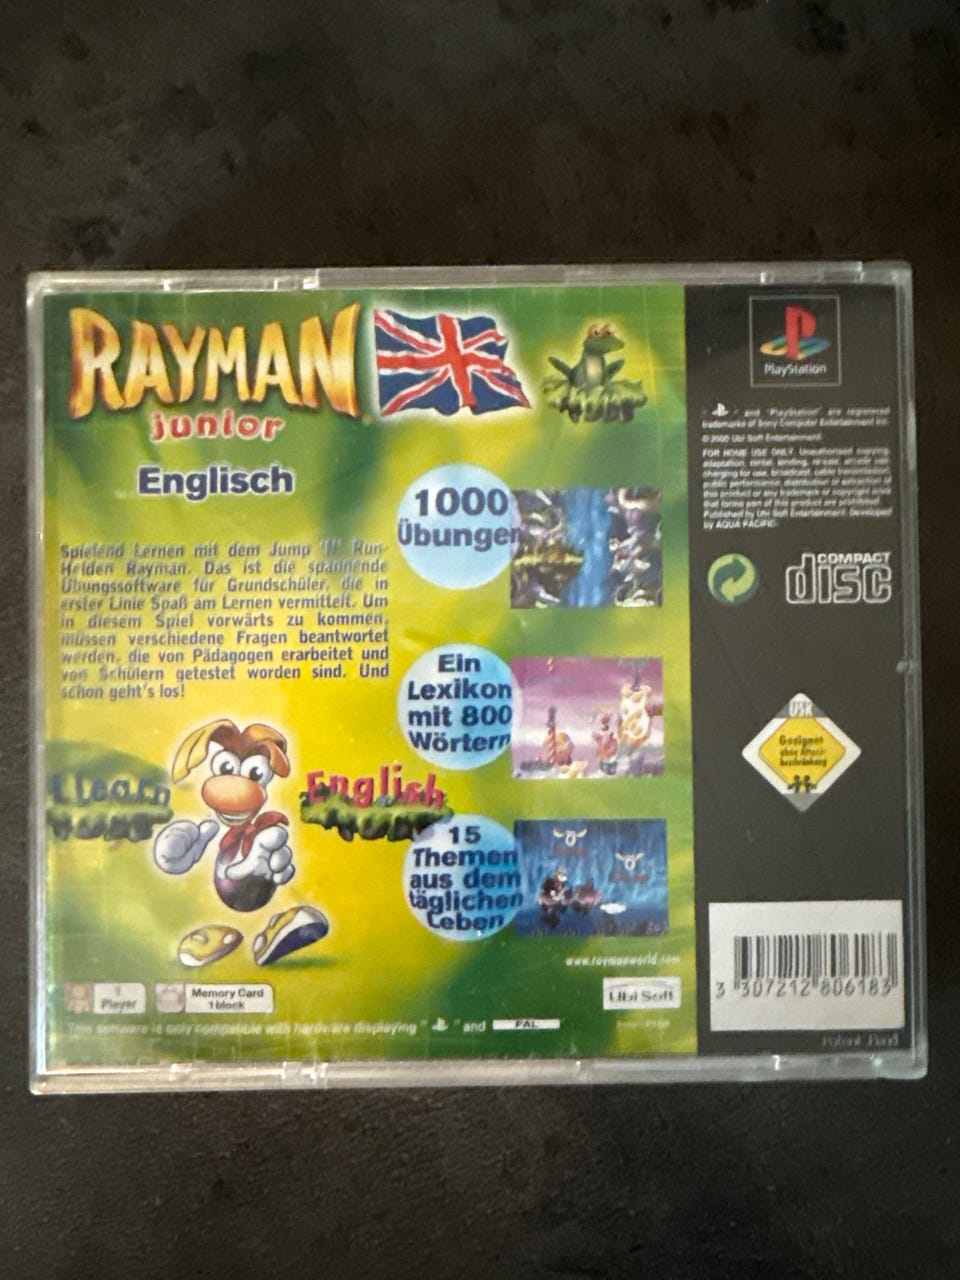 RAYMAN
junior
Englisch
Spielend Lernen mit dem Jump 'N' Run-
Helden Rayman. Das ist die spannende
Übungssoftware für Grundschüler, die in
erster Linie Spaß am Lernen vermittelt. Um
in diesem Spiel vorwärts zu kommen,
müssen verschiedene Fragen beantwortet
werden, die von Pädagogen erarbeitet und
von Schülern getestet worden sind. Und
schon geht's los!
I Learn
English
1000
Übungen
Ein
Lexikon
mit 800
Wörtern
15
Themen
aus dem
täglichen
Leben
www.raymanworld.com
1
Player
Memory Card
1 block
Ubi Soft
This software is only compatible with hardware displaying " " and PAL
PlayStation
" " and "PlayStation" are registered
trademarks of Sony Computer Entertainment Inc.
© 2000 Ubi Soft Entertainment.
FOR HOME USE ONLY. Unauthorised copying,
adaptation, rental, lending, re-sale, arcade use,
charging for use, broadcast, cable transmission,
public performance, distribution or extraction of
this product or any trademark or copyright work
that forms part of this product are prohibited.
Published by Ubi Soft Entertainment. Developed
by AQUA PACIFIC.
COMPACT
disc
USK
Geeignet
ohne Alters-
beschränkung
3 307212 806183